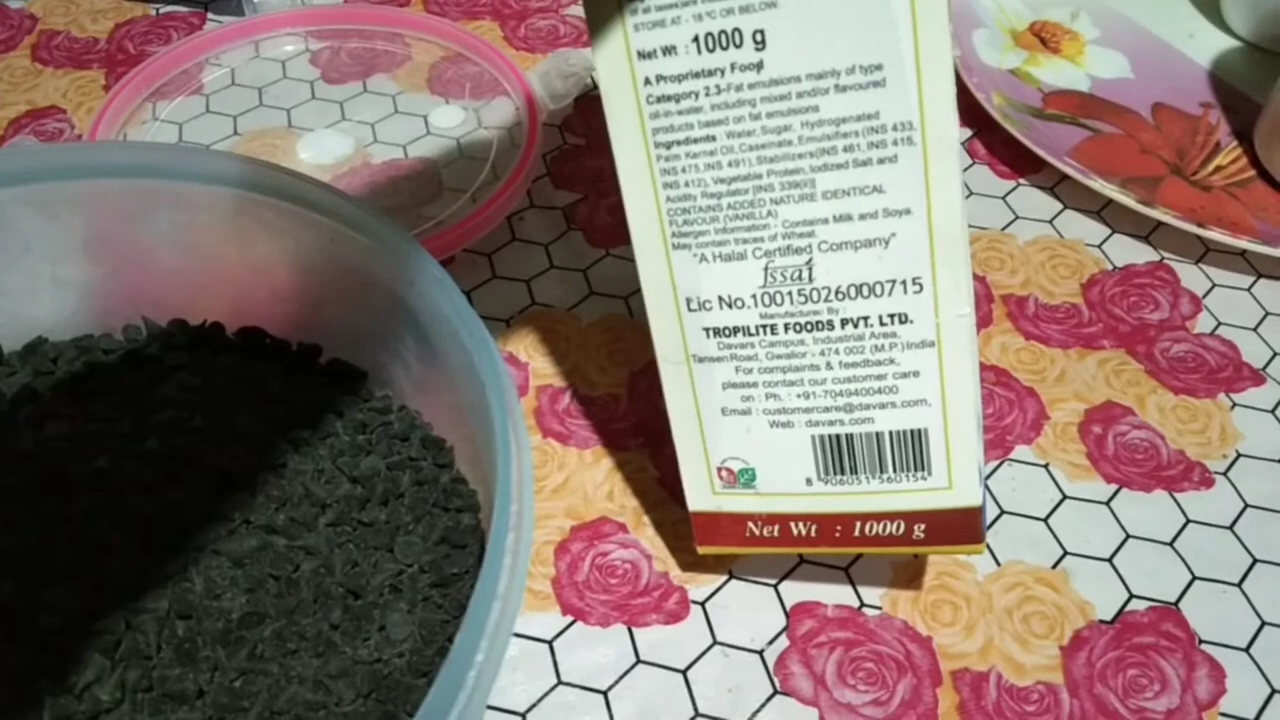 STORE AT - 18 °C OR BELOW.
Net Wt : 1000 g
A Proprietary Food
Category 2.3-Fat emulsions mainly of type
oil-in-water, including mixed and/or flavoured
products based on fat emulsions
Ingredients : Water, Sugar, Hydrogenated
Palm Kernel Oil, Caseinate, Emulsifiers (INS 433,
INS 475, INS 491), Stabilizers (INS 461, INS 415,
INS 412), Vegetable Protein, Iodized Salt and
Acidity Regulator [INS 339(ii)]
CONTAINS ADDED NATURE IDENTICAL
FLAVOUR (VANILLA)
Allergen Information - Contains Milk and Soya.
May contain traces of Wheat.
"A Halal Certified Company"
fssai
Lic No.10015026000715
Manufactured By :
TROPILITE FOODS PVT. LTD.
Davars Campus, Industrial Area,
Tansen Road, Gwalior - 474 002 (M.P.) India
For complaints & feedback,
please contact our customer care
on : Ph. : +91-7049400400
Email : customercare@davars.com,
Web : davars.com
8 906051 560154
Net Wt : 1000 g